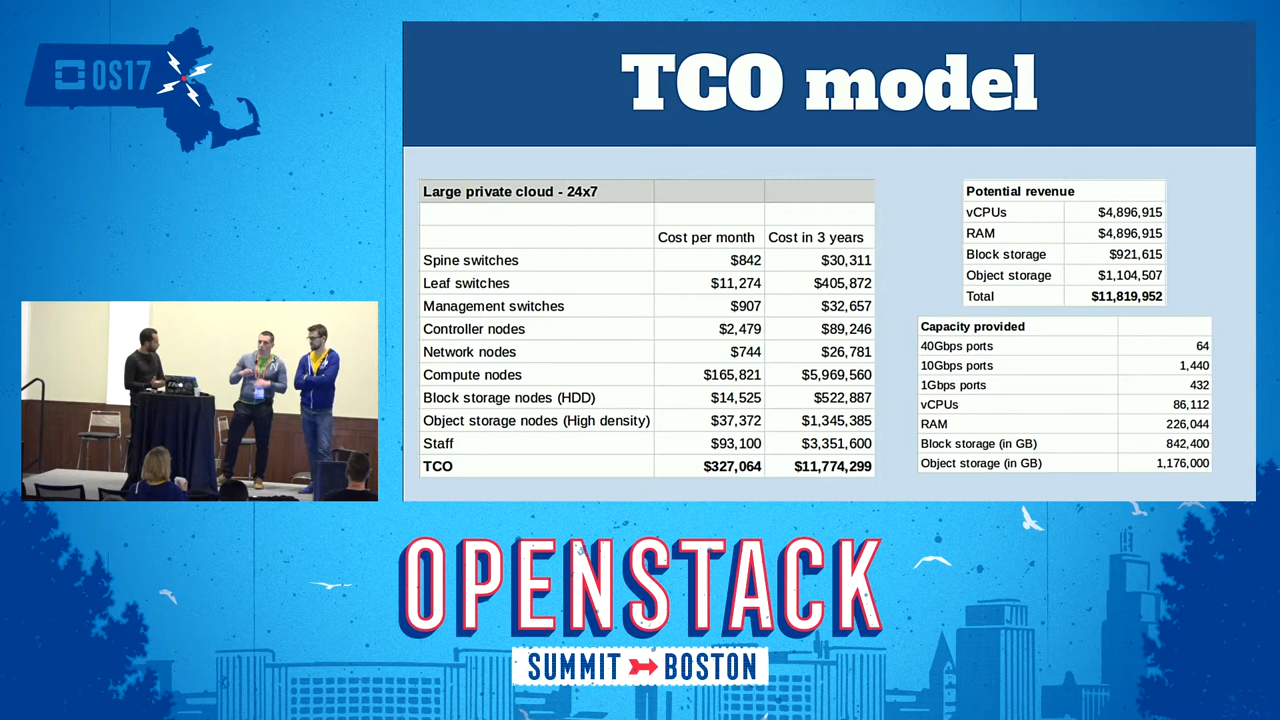 OS17
TCO model
Large private cloud - 24x7
Cost per month Cost in 3 years
Spine switches $842 $30,311
Leaf switches $11,274 $405,872
Management switches $907 $32,657
Controller nodes $2,479 $89,246
Network nodes $744 $26,781
Compute nodes $165,821 $5,969,560
Block storage nodes (HDD) $14,525 $522,887
Object storage nodes (High density) $37,372 $1,345,385
Staff $93,100 $3,351,600
TCO $327,064 $11,774,299
Potential revenue
vCPUs $4,896,915
RAM $4,896,915
Block storage $921,615
Object storage $1,104,507
Total $11,819,952
Capacity provided
40Gbps ports 64
10Gbps ports 1,440
1Gbps ports 432
vCPUs 86,112
RAM 226,044
Block storage (in GB) 842,400
Object storage (in GB) 1,176,000
OPENSTACK
SUMMIT BOSTON